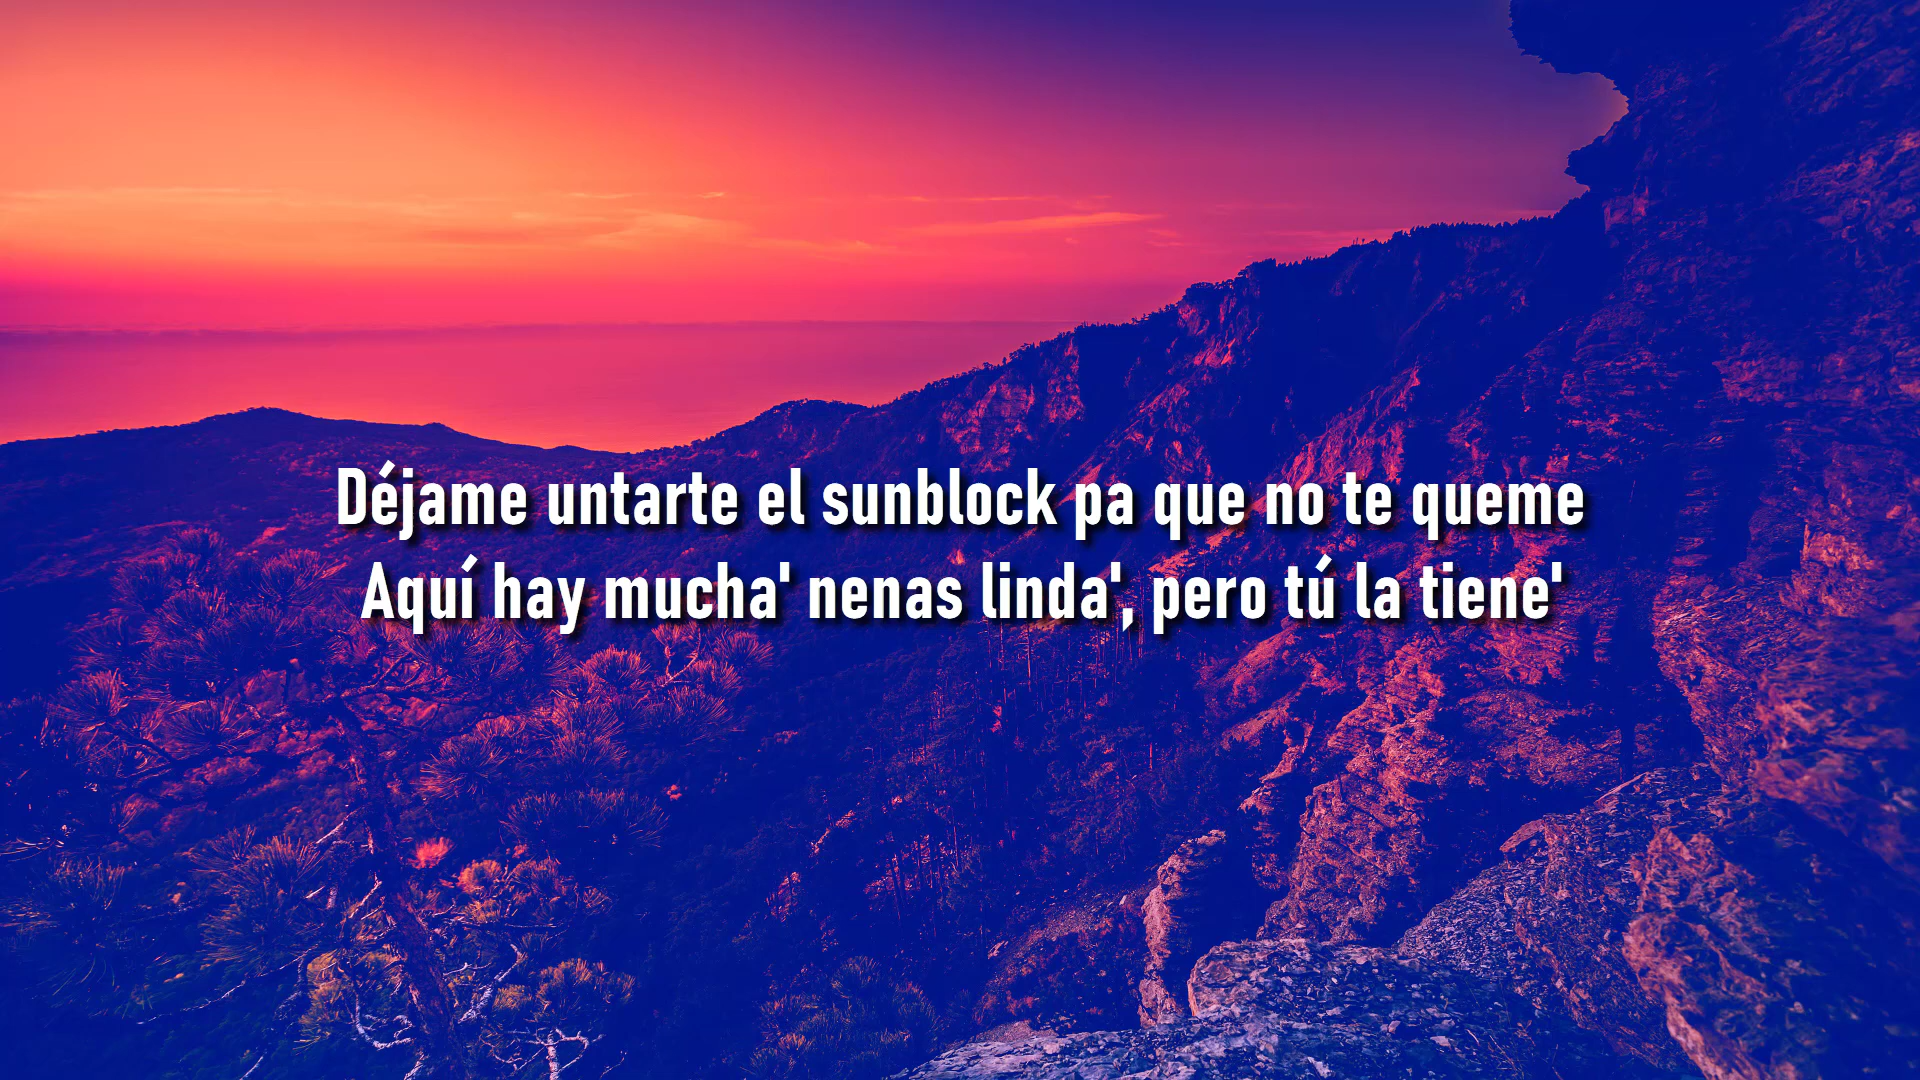 Déjame untarte el sunblock pa que no te queme
Aquí hay mucha' nenas linda', pero tú la tiene'